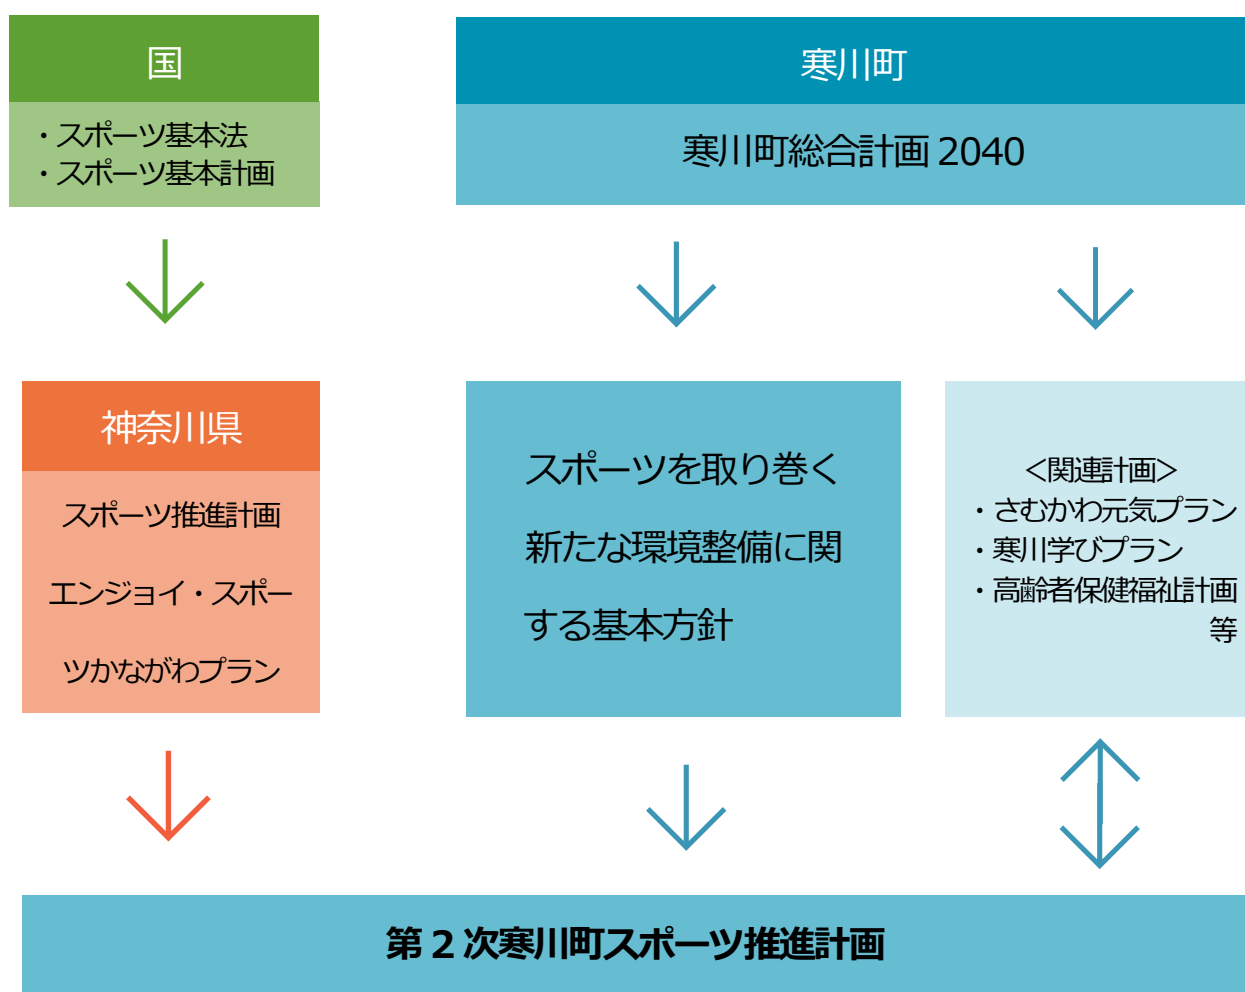 国
・スポーツ基本法
・スポーツ基本計画
寒川町
寒川町総合計画 2040
神奈川県
スポーツ推進計画
エンジョイ・スポー
ツかながわプラン
スポーツを取り巻く
新たな環境整備に関
する基本方針
＜関連計画＞
・さむかわ元気プラン
・寒川学びプラン
・高齢者保健福祉計画
等
第 2 次寒川町スポーツ推進計画